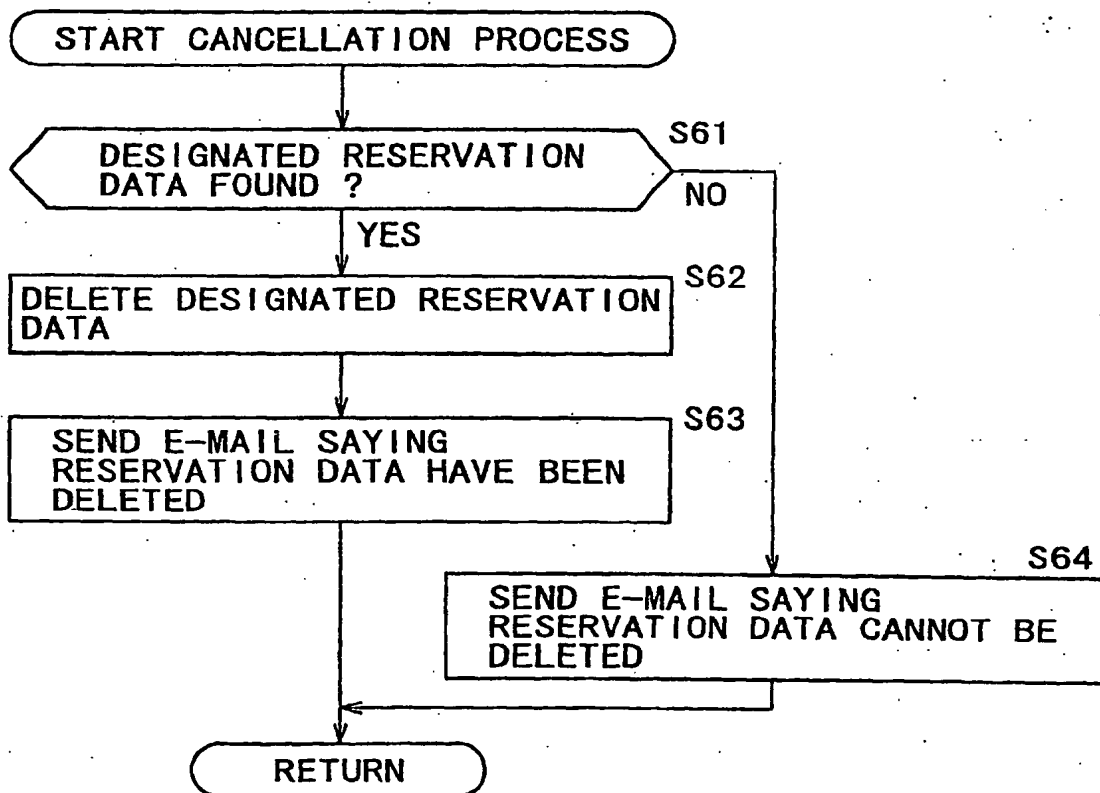 START CANCELLATION PROCESS
S61
DESIGNATED RESERVATION
DATA FOUND ?
NO
YES
S62
DELETE DESIGNATED RESERVATION
DATA
S63
SEND E-MAIL SAYING
RESERVATION DATA HAVE BEEN
DELETED
S64
SEND E-MAIL SAYING
RESERVATION DATA CANNOT BE
DELETED
RETURN